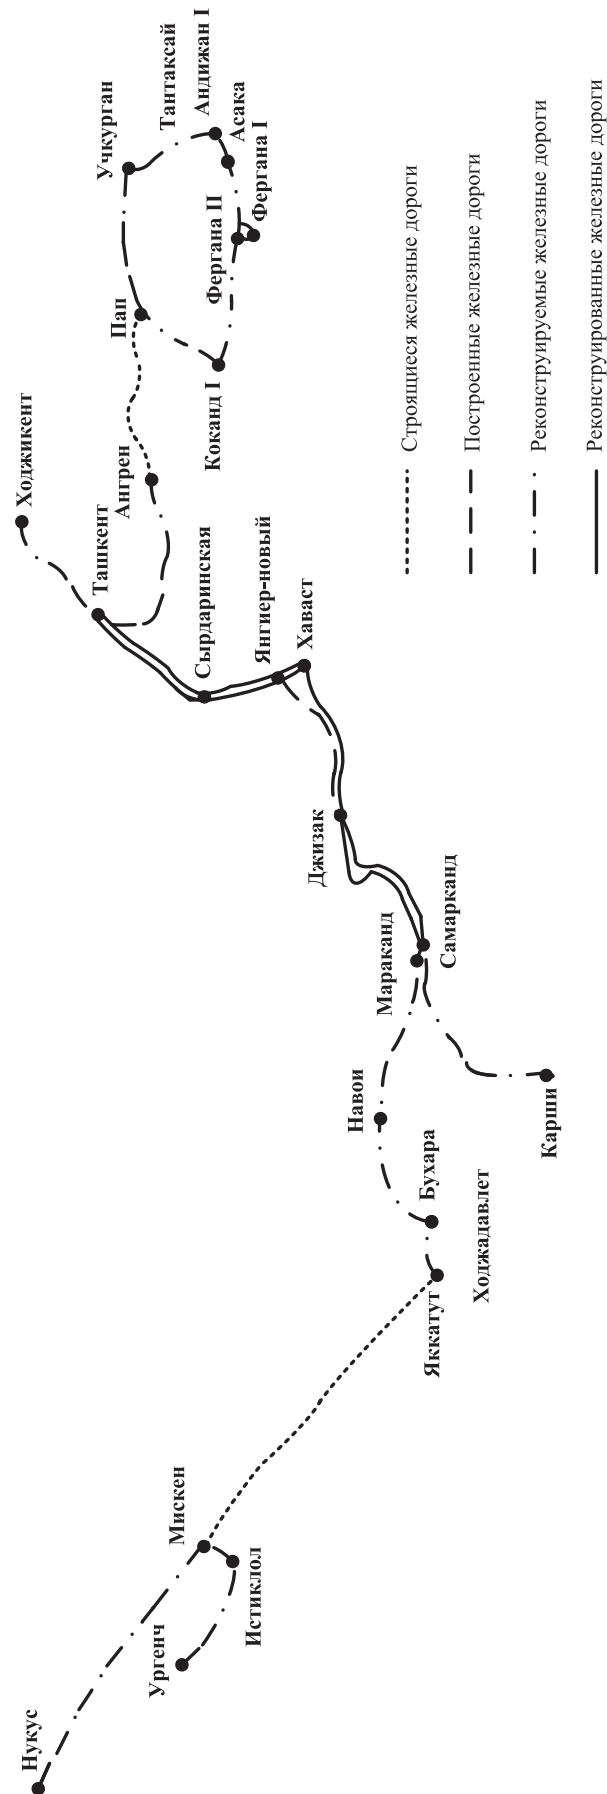 Нукус
Ургенч
Мискен
Истиклол
Яккатут
Ходжадавлет
Бухара
Навои
Карши
Мараканд
Самарканд
Джизак
Хаваст
Янгиер-новый
Сырдаринская
Ташкент
Ходжикент
Ангрен
Пап
Коканд I
Учкурган
Тантаксай
Андижан I
Асака
Фергана II
Фергана I
Строящиеся железные дороги
Построенные железные дороги
Реконструируемые железные дороги
Реконструированные железные дороги